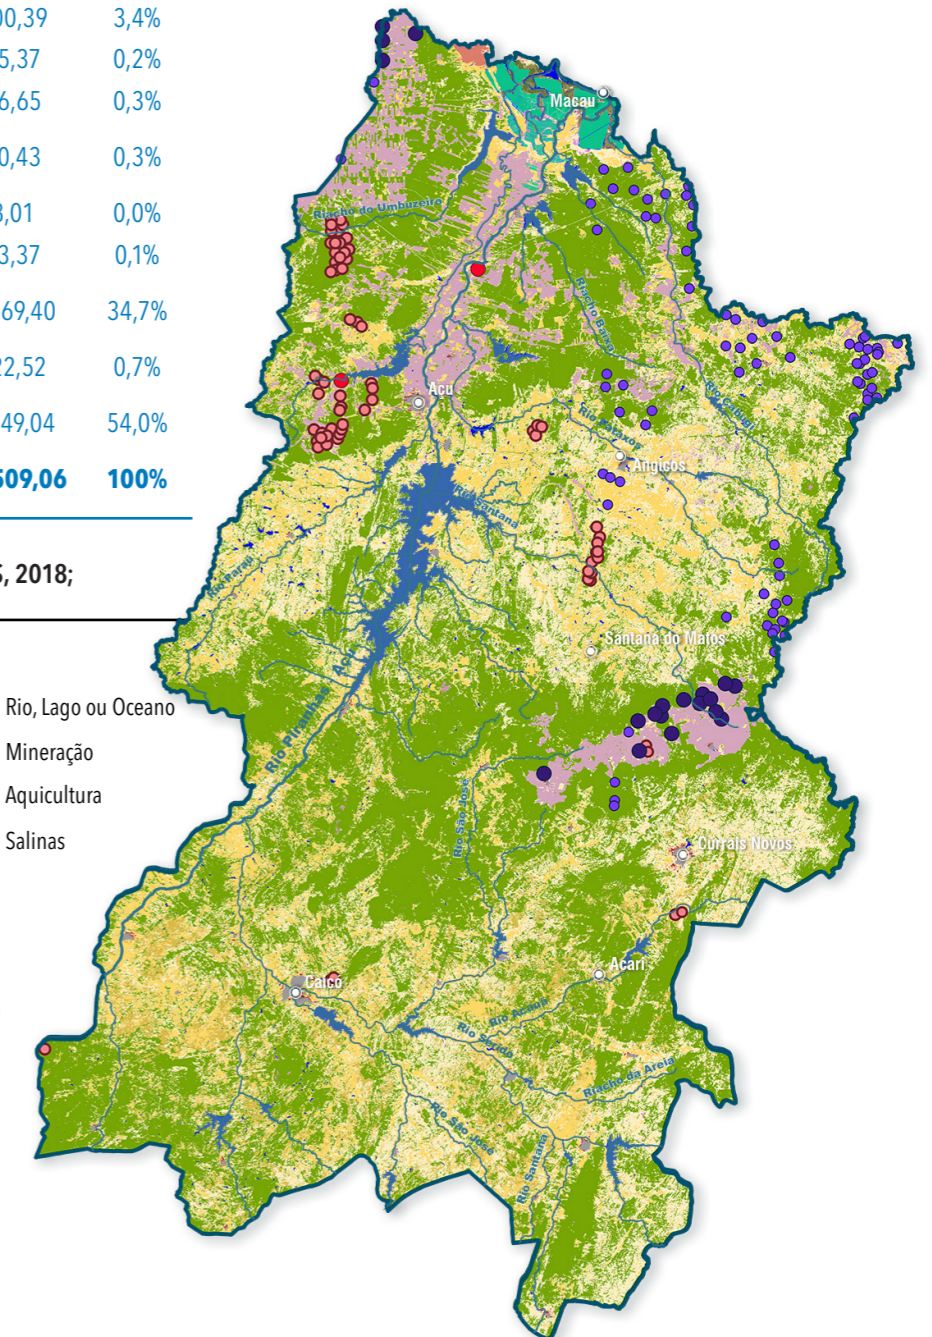 00,39 3,4%
5,37 0,2%
6,65 0,3%
0,43 0,3%
3,01 0,0%
3,37 0,1%
69,40 34,7%
22,52 0,7%
49,04 54,0%
509,06 100%
S, 2018;
Rio, Lago ou Oceano
Mineração
Aquicultura
Salinas
Macau
Riacho do Umbuzeiro
Açu
Angicos
Santana
Rio Paraú
Santana do Matos
Rio Piranhas Açu
Rio São José
Currais Novos
Acari
Caicó
Rio Acauã
Rio Seridó
Riacho da Areia
Rio São José
Rio Santana